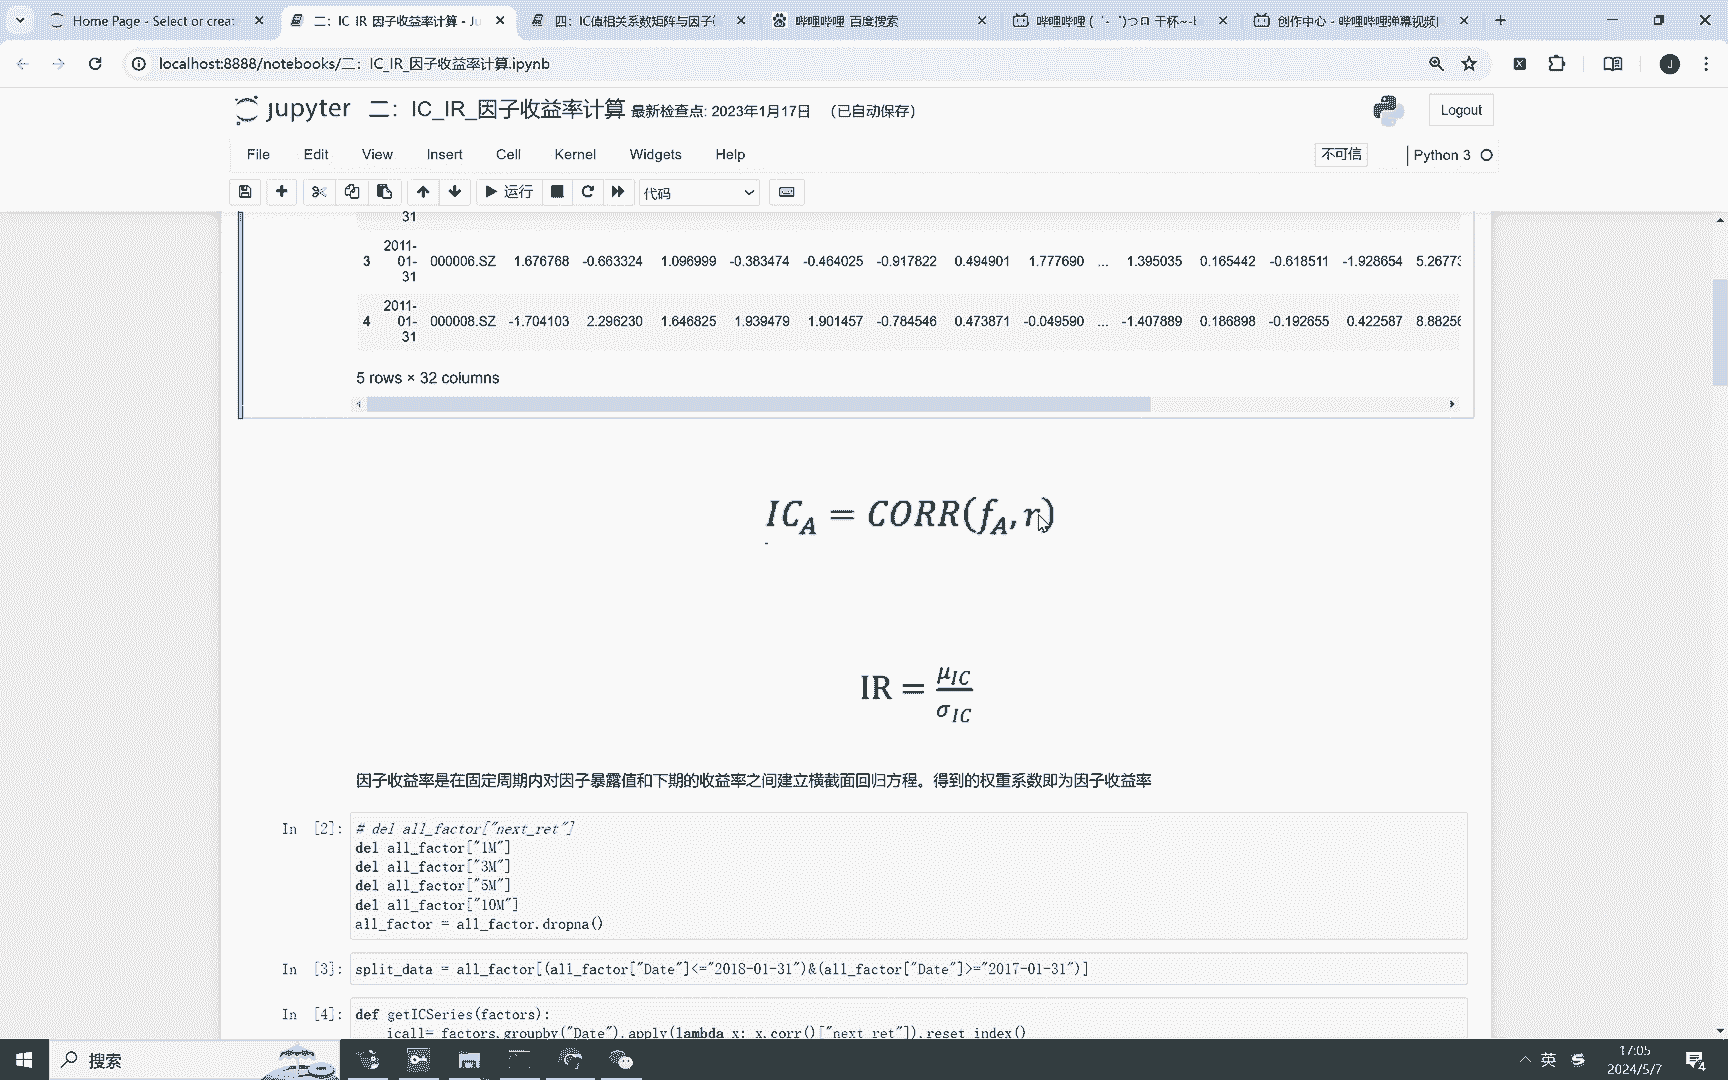 Home Page - Select or creat
二：IC_IR_因子收益率计算 - Ju
四：IC值相关系数矩阵与因子(
哔哩哔哩_百度搜索
哔哩哔哩 (゜-゜)つロ 干杯~-b
创作中心 - 哔哩哔哩弹幕视频
localhost:8888/notebooks/二：IC_IR_因子收益率计算.ipynb
J
jupyter 二：IC_IR_因子收益率计算 最新检查点: 2023年1月17日 (已自动保存)
Logout
File Edit View Insert Cell Kernel Widgets Help
不可信
Python 3
运行
代码
31
2011-
3 01- 000006.SZ 1.676768 -0.663324 1.096999 -0.383474 -0.464025 -0.917822 0.494901 1.777690 ... 1.395035 0.165442 -0.618511 -1.928654 5.26773
31
2011-
4 01- 000008.SZ -1.704103 2.296230 1.646825 1.939479 1.901457 -0.784546 0.473871 -0.049590 ... -1.407889 0.186898 -0.192655 0.422587 8.88256
31
5 rows × 32 columns
IC_A = CORR(f_A, r)
IR = μ_IC / σ_IC
因子收益率是在固定周期内对因子暴露值和下期的收益率之间建立横截面回归方程。得到的权重系数即为因子收益率
In [2]: # del all_factor["next_ret"]
del all_factor["1M"]
del all_factor["3M"]
del all_factor["5M"]
del all_factor["10M"]
all_factor = all_factor.dropna()
In [3]: split_data = all_factor[(all_factor["Date"]<="2018-01-31")&(all_factor["Date"]>="2017-01-31")]
In [4]: def getICSeries(factors):
icall= factors.groupby("Date").apply(lambda x: x.corr()["next_ret"]).reset_index()
搜索
英
17:05
2024/5/7
4